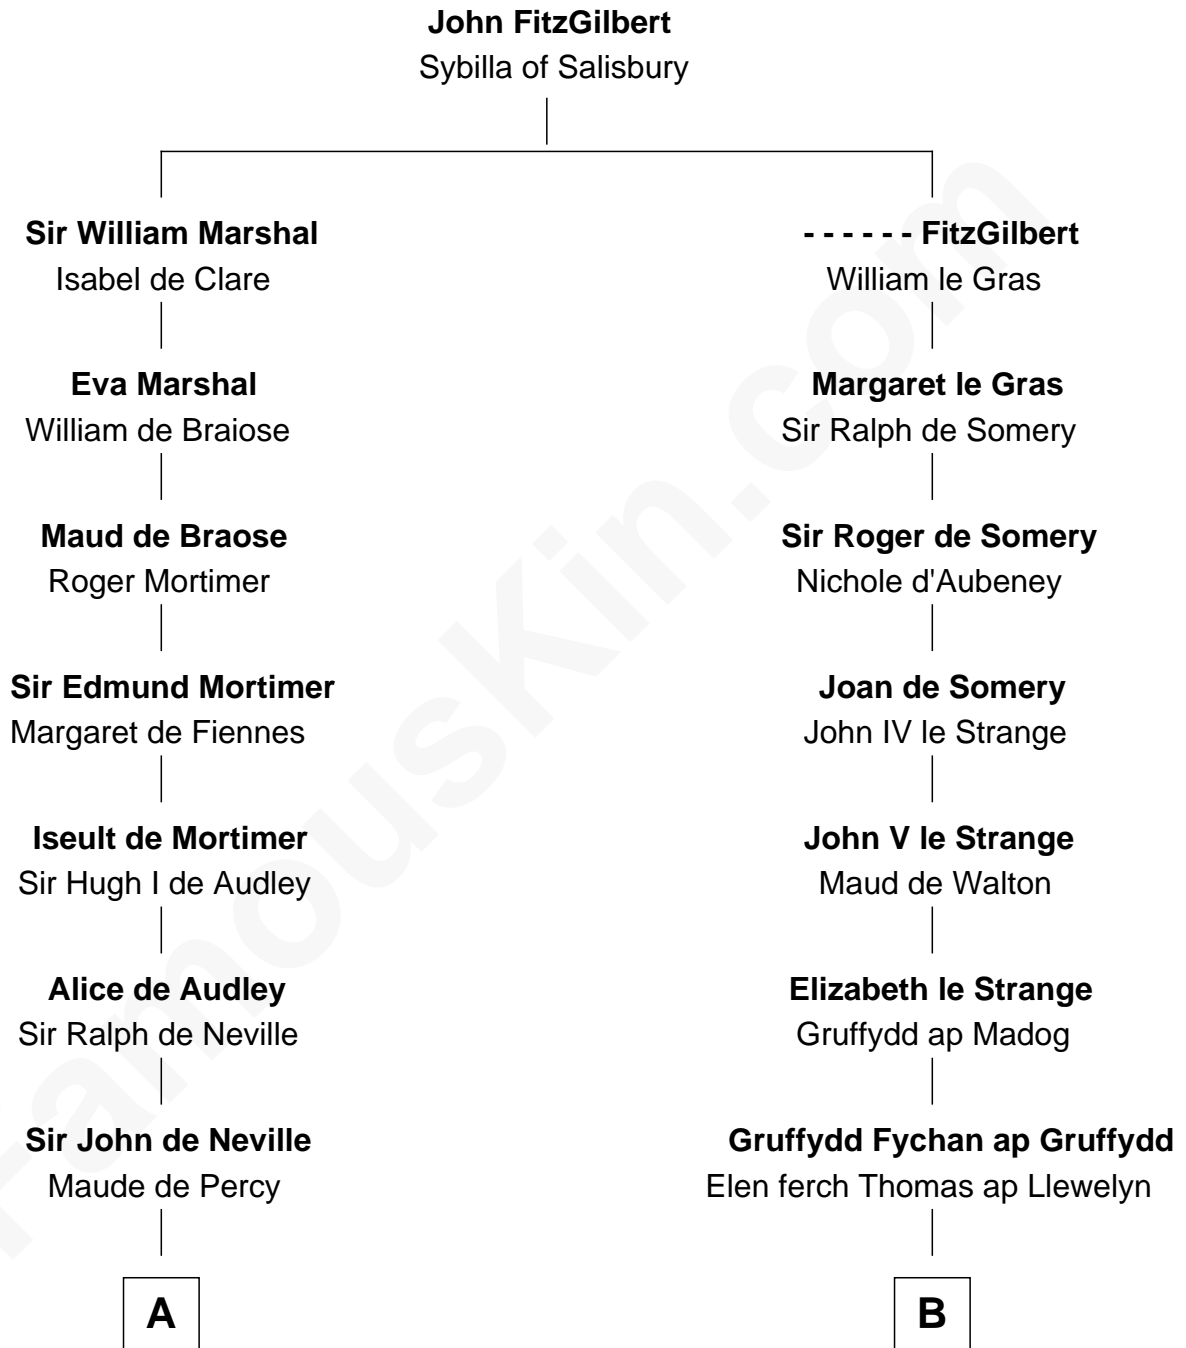 John FitzGilbert
Sybilla of Salisbury
Sir William Marshal
Isabel de Clare
- - - - - - FitzGilbert
William le Gras
Eva Marshal
William de Braiose
Margaret le Gras
Sir Ralph de Somery
Maud de Braose
Roger Mortimer
Sir Roger de Somery
Nichole d'Aubeney
Sir Edmund Mortimer
Margaret de Fiennes
Joan de Somery
John IV le Strange
Iseult de Mortimer
Sir Hugh I de Audley
John V le Strange
Maud de Walton
Alice de Audley
Sir Ralph de Neville
Elizabeth le Strange
Gruffydd ap Madog
Sir John de Neville
Maude de Percy
Gruffydd Fychan ap Gruffydd
Elen ferch Thomas ap Llewelyn
A
B
FamousKin.com